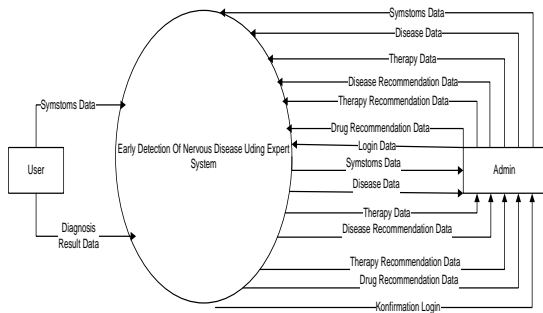 Symstoms Data
Disease Data
Therapy Data
Disease Recommendation Data
Therapy Recommendation Data
Drug Recommendation Data
Login Data
Symstoms Data
Early Detection Of Nervous Disease Uding Expert
System
User
Admin
Symstoms Data
Disease Data
Therapy Data
Diagnosis
Result Data
Disease Recommendation Data
Therapy Recommendation Data
Drug Recommendation Data
Konfirmation Login